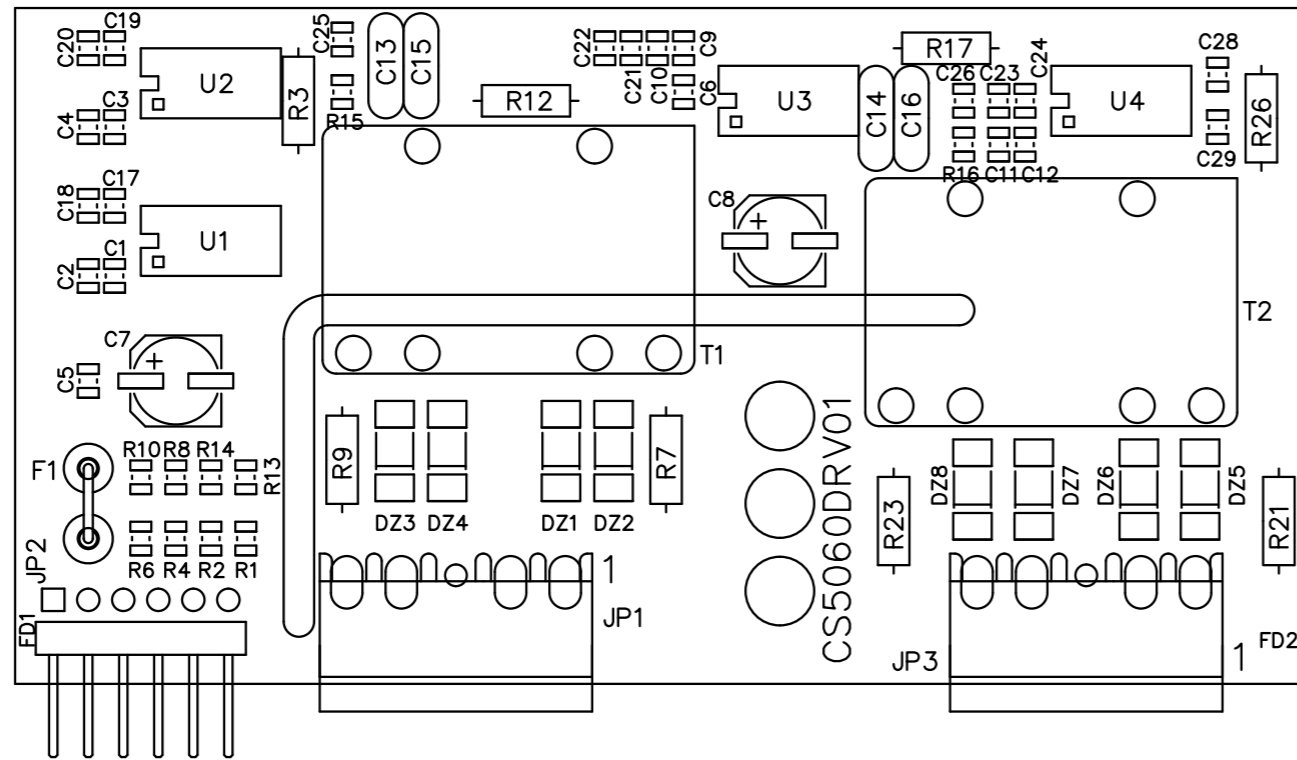 C20
C19
C25
C13
C15
C22
C21
C10
C9
C6
R17
C26
C23
C24
C28
U2
R3
R12
U3
C14
C16
U4
R26
C4
C3
R15
C29
R16
C11
C12
C18
C17
U1
C8
+
C2
C1
T2
C7
+
C5
T1
CS5060DRV01
R10
R8
R14
R13
F1
R9
R7
DZ3
DZ4
DZ1
DZ2
DZ8
DZ7
DZ6
DZ5
R23
R21
JP2
R6
R4
R2
R1
1
JP1
FD1
JP3
1
FD2